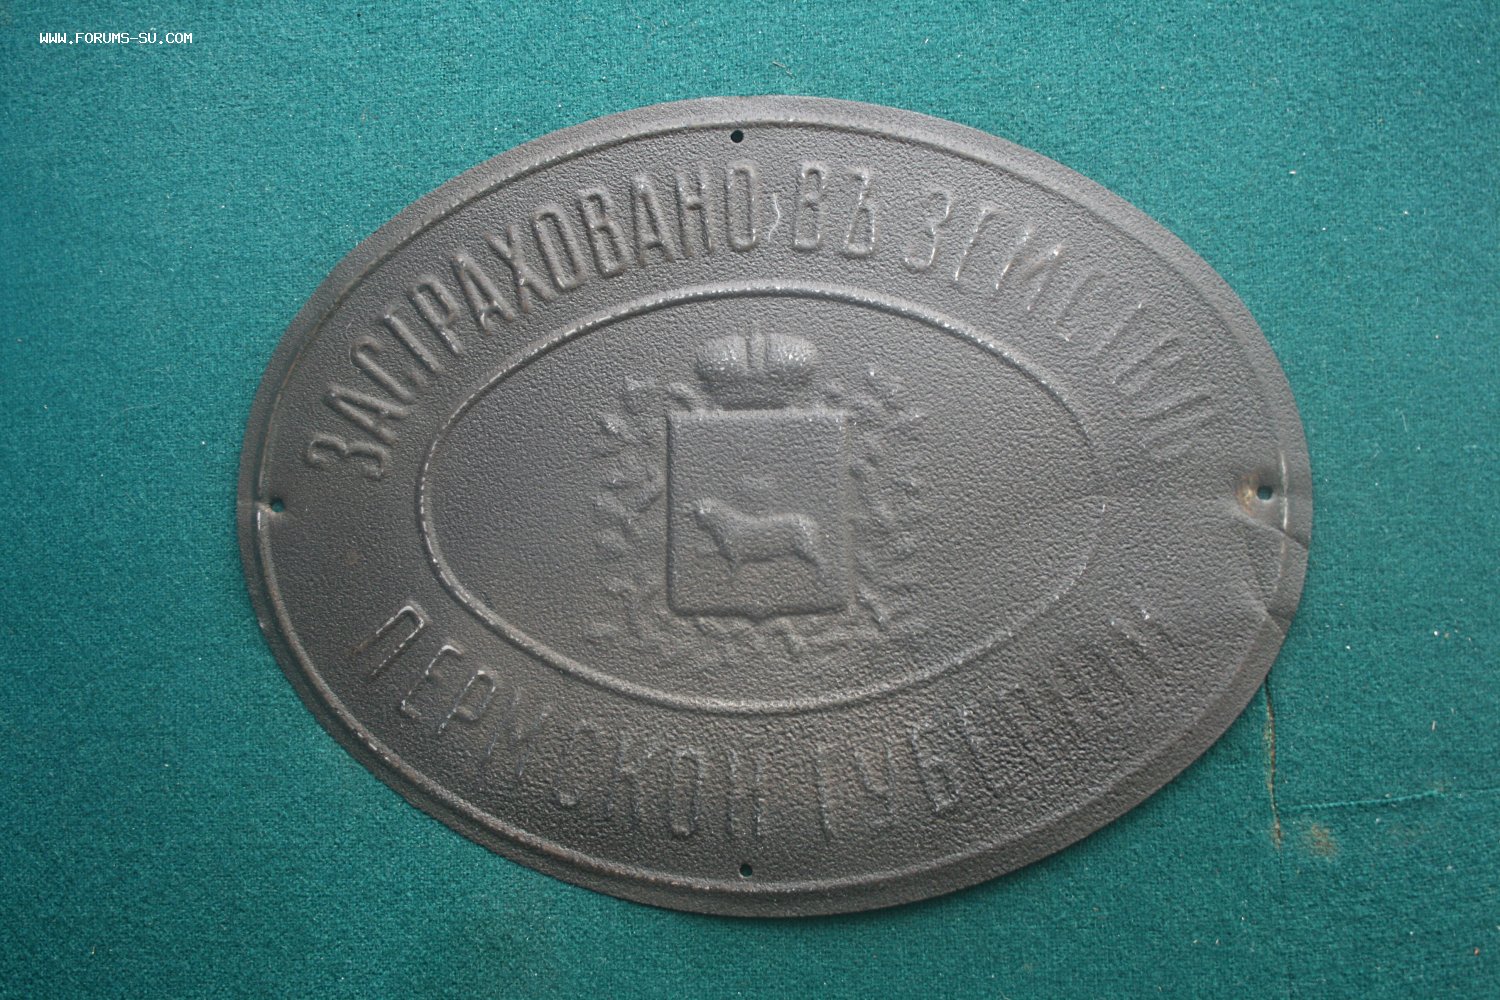 WWW.FORUMS-SU.COM
ЗАСТРАХОВАНО ВЪ ЗЕМСТВѢ
ПЕРМСКОЙ ГУБЕРНІИ